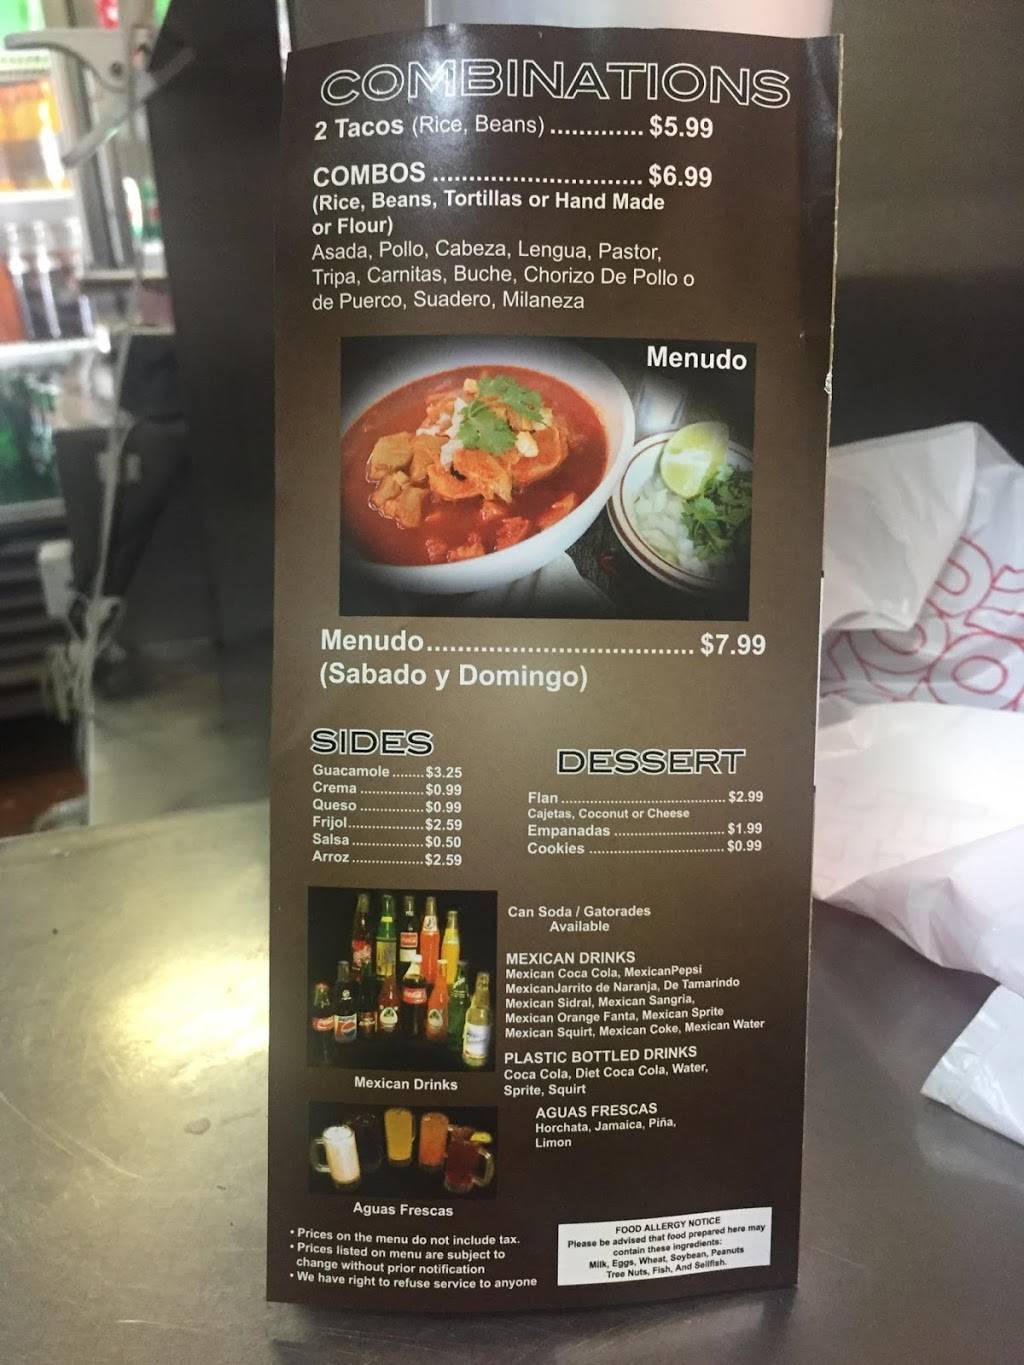 COMBINATIONS
2 Tacos (Rice, Beans) ............. $5.99
COMBOS ............................. $6.99
(Rice, Beans, Tortillas or Hand Made
or Flour)
Asada, Pollo, Cabeza, Lengua, Pastor,
Tripa, Carnitas, Buche, Chorizo De Pollo o
de Puerco, Suadero, Milaneza
Menudo
Menudo.................................. $7.99
(Sabado y Domingo)
SIDES
Guacamole ........$3.25
Crema ................$0.99
Queso ................$0.99
Frijol...................$2.59
Salsa ..................$0.50
Arroz ..................$2.59
DESSERT
Flan ......................................... $2.99
Cajetas, Coconut or Cheese
Empanadas ........................... $1.99
Cookies ................................. $0.99
Can Soda / Gatorades
Available
MEXICAN DRINKS
Mexican Coca Cola, MexicanPepsi
MexicanJarrito de Naranja, De Tamarindo
Mexican Sidral, Mexican Sangria,
Mexican Orange Fanta, Mexican Sprite
Mexican Squirt, Mexican Coke, Mexican Water
Mexican Drinks
PLASTIC BOTTLED DRINKS
Coca Cola, Diet Coca Cola, Water,
Sprite, Squirt
AGUAS FRESCAS
Horchata, Jamaica, Piña,
Limon
Aguas Frescas
• Prices on the menu do not include tax.
• Prices listed on menu are subject to
change without prior notification
• We have right to refuse service to anyone
FOOD ALLERGY NOTICE
Please be advised that food prepared here may
contain these ingredients:
Milk, Eggs, Wheat, Soybean, Peanuts
Tree Nuts, Fish, And Sellfish.